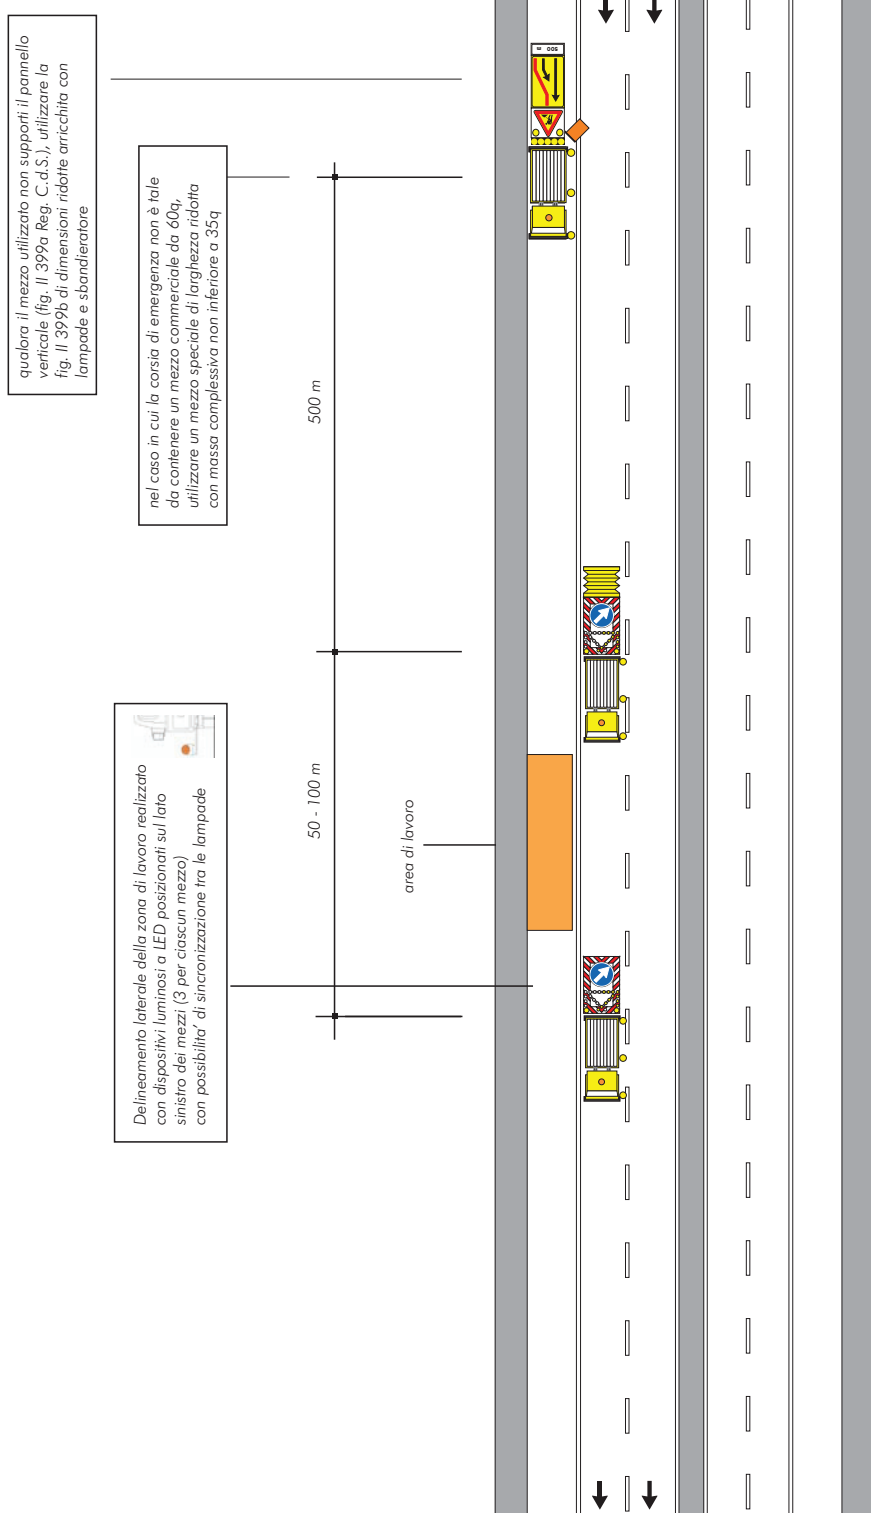 qualora il mezzo utilizzato non supporti il pannello
verticale (fig. II 399a Reg. C.d.S.), utilizzare la
fig. II 399b di dimensioni ridotte arricchita con
lampade e sbandieratore
nel caso in cui la corsia di emergenza non è tale
da contenere un mezzo commerciale da 60q,
utilizzare un mezzo speciale di larghezza ridotta
con massa complessiva non inferiore a 35q
500 m
500 m
Delineamento laterale della zona di lavoro realizzato
con dispositivi luminosi a LED posizionati sul lato
sinistro dei mezzi (3 per ciascun mezzo)
con possibilita' di sincronizzazione tra le lampade
50 - 100 m
area di lavoro